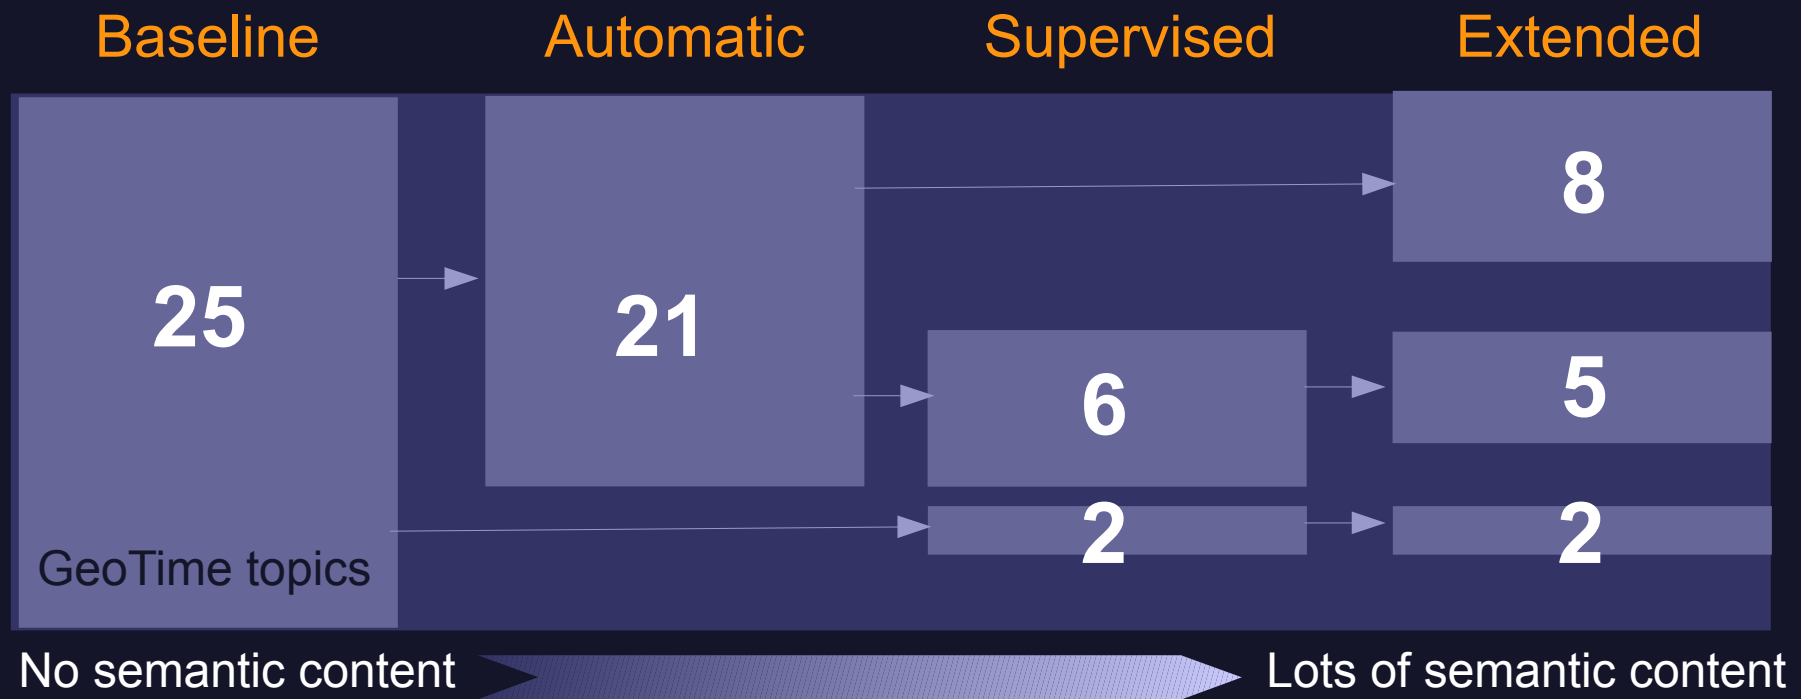 Baseline Automatic Supervised Extended
8
25 21
6 5
2 2
GeoTime topics
No semantic content Lots of semantic content